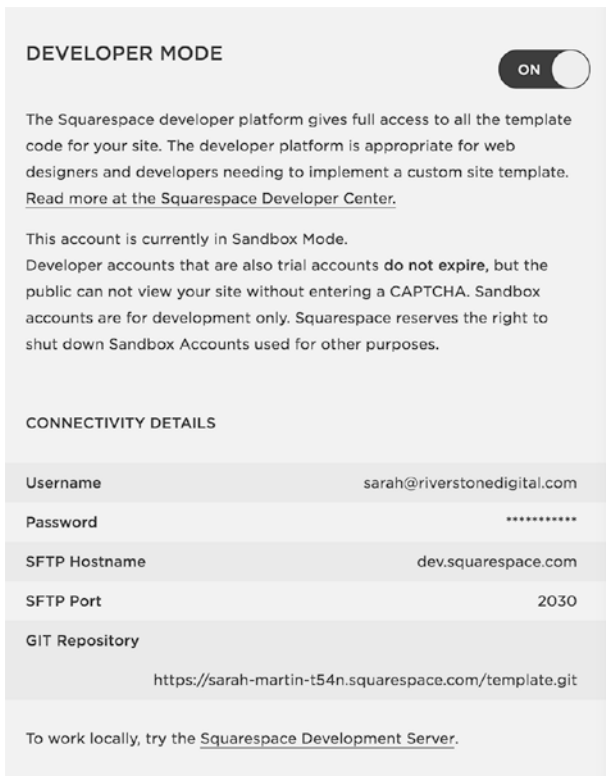 DEVELOPER MODE
ON
The Squarespace developer platform gives full access to all the template
code for your site. The developer platform is appropriate for web
designers and developers needing to implement a custom site template.
Read more at the Squarespace Developer Center.
This account is currently in Sandbox Mode.
Developer accounts that are also trial accounts do not expire, but the
public can not view your site without entering a CAPTCHA. Sandbox
accounts are for development only. Squarespace reserves the right to
shut down Sandbox Accounts used for other purposes.
CONNECTIVITY DETAILS
Username sarah@riverstonedigital.com
Password ***********
SFTP Hostname dev.squarespace.com
SFTP Port 2030
GIT Repository
https://sarah-martin-t54n.squarespace.com/template.git
To work locally, try the Squarespace Development Server.